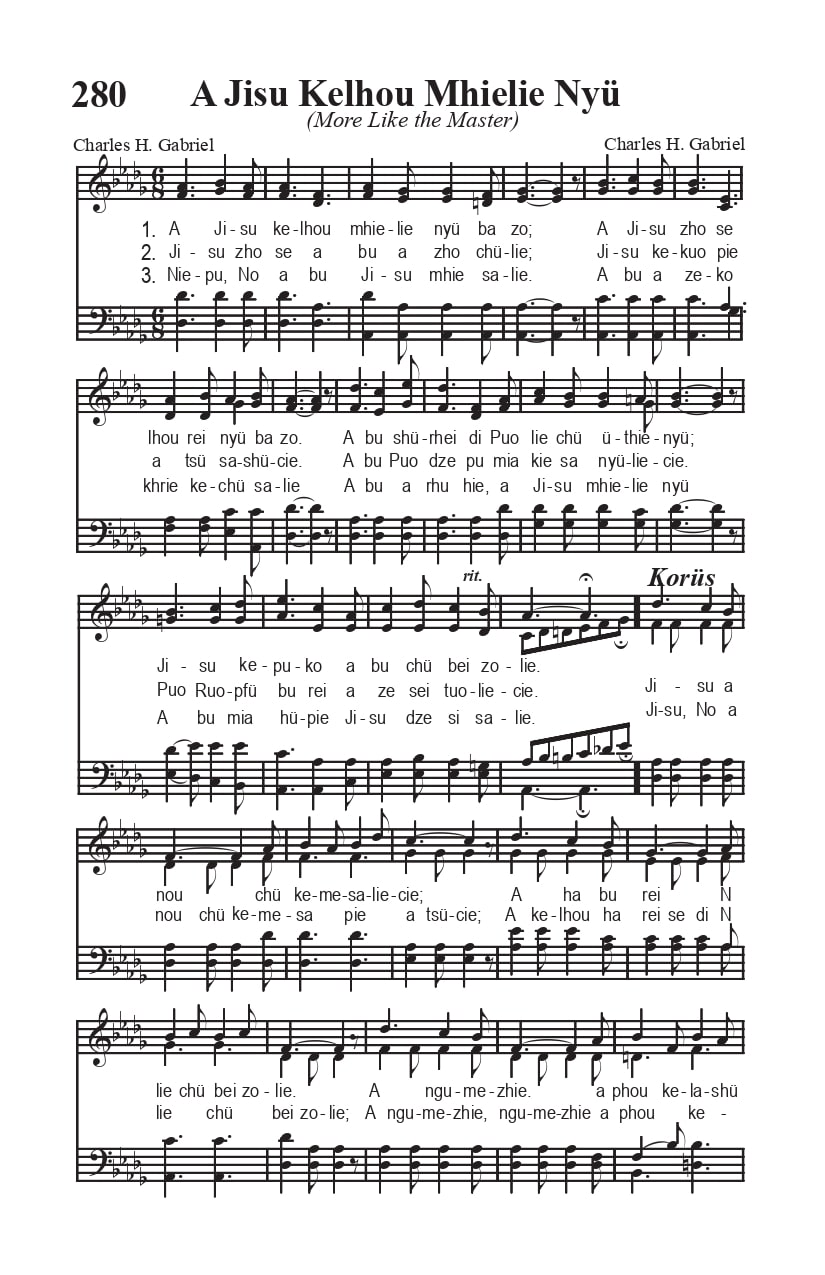 280 A Jisu Kelhou Mhielie Nyü
(More Like the Master)
Charles H. Gabriel Charles H. Gabriel
1. A Ji - su ke - lhou mhie - lie nyü ba zo; A Ji - su zho se
2. Ji - su zho se a bu a zho chü - lie; Ji - su ke - kuo pie
3. Nie - pu, No a bu Ji - su mhie sa - lie. A bu a ze - ko
lhou rei nyü ba zo. A bu shü - rhei di Puo lie chü ü - thie - nyü;
a tsü sa - shü - cie. A bu Puo dze pu mia kie sa nyü - lie - cie.
khrie ke - chü sa - lie A bu a rhu hie, a Ji - su mhie - lie nyü
rit.
Korüs
Ji - su ke - pu - ko a bu chü bei zo - lie.
Puo Ruo - pfü bu rei a ze sei tuo - lie - cie. Ji - su a
A bu mia hü - pie Ji - su dze si sa - lie. Ji - su, No a
nou chü ke - me - sa - lie - cie; A ha bu rei N
nou chü ke - me - sa pie a tsü - cie; A ke - lhou ha rei se di N
lie chü bei zo - lie. A ngu - me - zhie. a phou ke - la - shü
lie chü bei zo - lie; A ngu - me - zhie, ngu - me - zhie a phou ke -